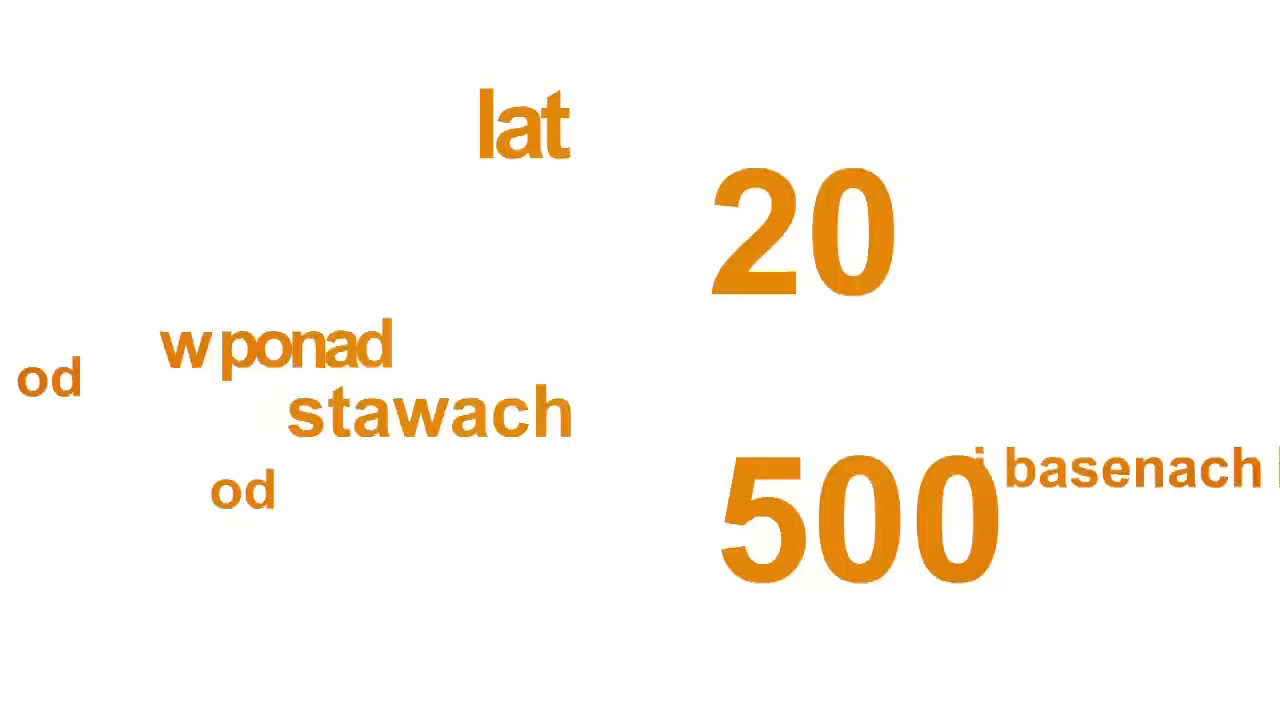 lat
20
w ponad
od
stawach
i basenach
od
500